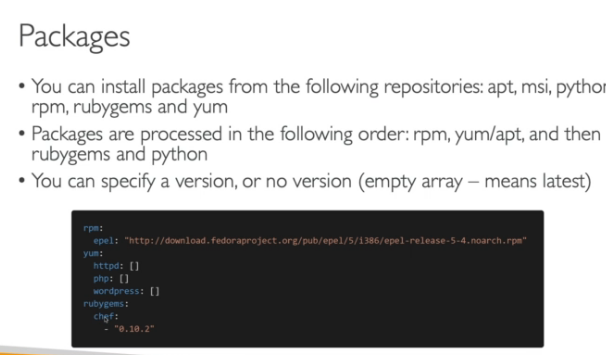 Packages
• You can install packages from the following repositories: apt, msi, python
rpm, rubygems and yum
• Packages are processed in the following order: rpm, yum/apt, and then
rubygems and python
• You can specify a version, or no version (empty array – means latest)
rpm:
epel: "http://download.fedoraproject.org/pub/epel/5/i386/epel-release-5-4.noarch.rpm"
yum:
httpd: []
php: []
wordpress: []
rubygems:
chef:
- "0.10.2"